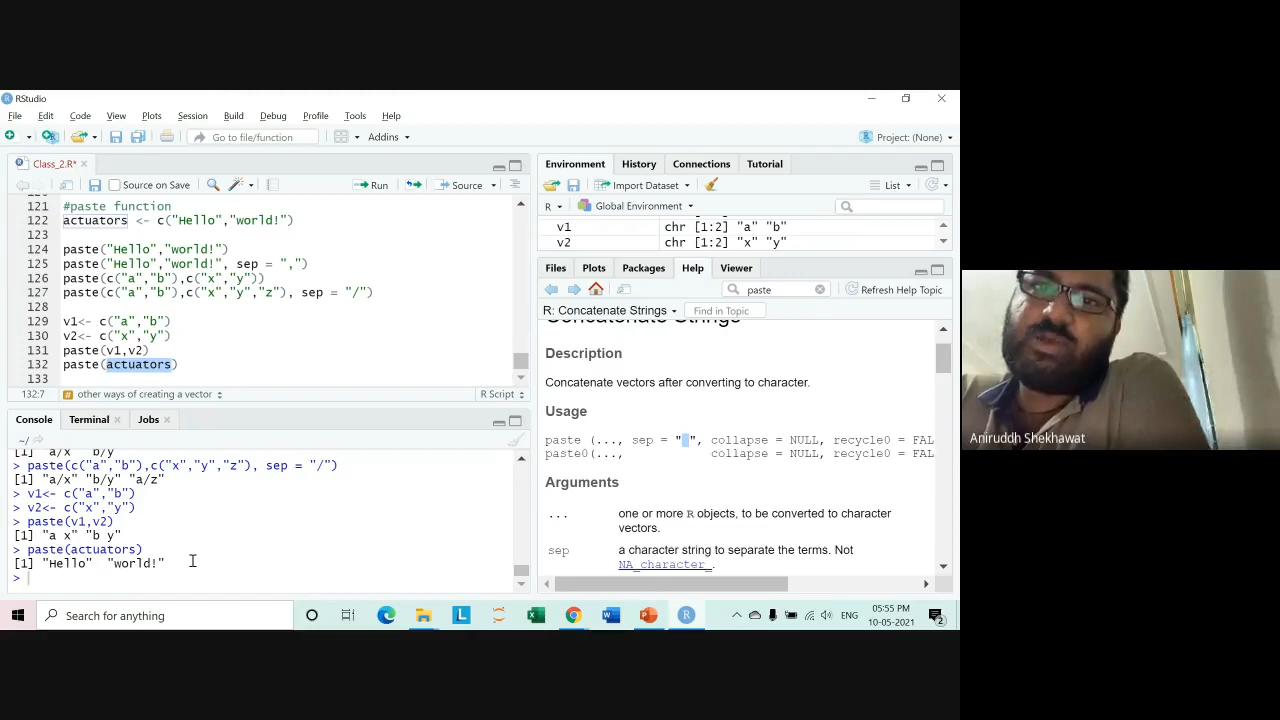 RStudio
File Edit Code View Plots Session Build Debug Profile Tools Help
Go to file/function
Addins
Project: (None)
Class_2.R*
Source on Save
Run
Source
121 #paste function
122 actuators <- c("Hello","world!")
123
124 paste("Hello","world!")
125 paste("Hello","world!", sep = ",")
126 paste(c("a","b"),c("x","y"))
127 paste(c("a","b"),c("x","y","z"), sep = "/")
128
129 v1<- c("a","b")
130 v2<- c("x","y")
131 paste(v1,v2)
132 paste(actuators)
133
132:7 # other ways of creating a vector R Script
Console Terminal Jobs
~/
[1] "a/x" "b/y"
> paste(c("a","b"),c("x","y","z"), sep = "/")
[1] "a/x" "b/y" "a/z"
> v1<- c("a","b")
> v2<- c("x","y")
> paste(v1,v2)
[1] "a x" "b y"
> paste(actuators)
[1] "Hello" "world!"
>
Environment History Connections Tutorial
Import Dataset List
R Global Environment
v1 chr [1:2] "a" "b"
v2 chr [1:2] "x" "y"
Files Plots Packages Help Viewer
paste Refresh Help Topic
R: Concatenate Strings Find in Topic
Concatenate Strings
Description
Concatenate vectors after converting to character.
Usage
paste (..., sep = " ", collapse = NULL, recycle0 = FAL
paste0(..., collapse = NULL, recycle0 = FAL
Arguments
... one or more R objects, to be converted to character
vectors.
sep a character string to separate the terms. Not
NA_character_.
Aniruddh Shekhawat
Search for anything
ENG
05:55 PM
10-05-2021
2